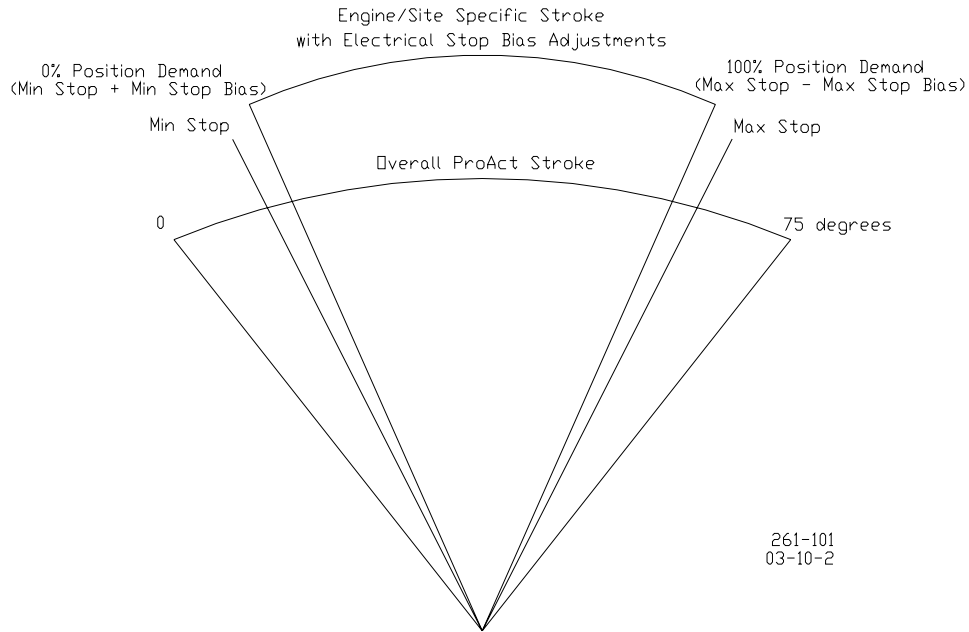 Engine/Site Specific Stroke
with Electrical Stop Bias Adjustments
0% Position Demand
(Min Stop + Min Stop Bias)
100% Position Demand
(Max Stop - Max Stop Bias)
Min Stop
Max Stop
Overall ProAct Stroke
0
75 degrees
261-101
03-10-2